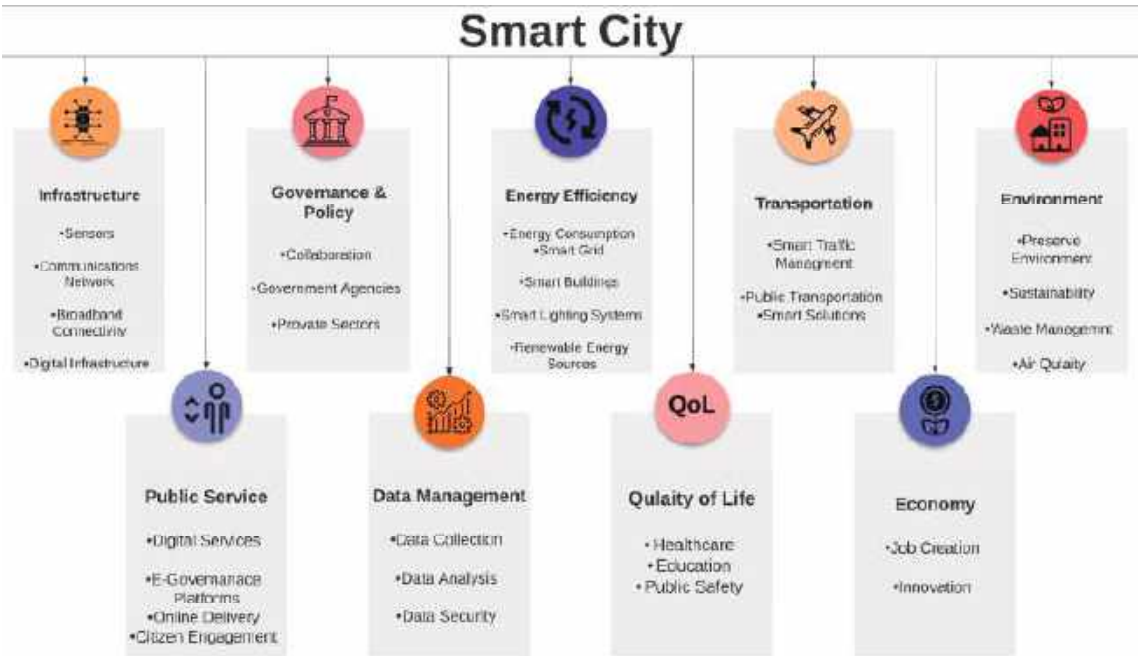 Smart City
Infrastructure
•Sensors
•Communications
Network
•Broadband
Connectivity
•Digital Infrastructure
Governance &
Policy
•Collaboration
•Government Agencies
•Provate Sectors
Energy Efficiency
•Energy Consumption
•Smart Grid
•Smart Buildings
•Smart Lighting Systems
•Renewable Energy
Sources
Transportation
•Smart Traffic
Managment
•Public Transportation
•Smart Solutions
Environment
•Preserve
Environment
•Sustainability
•Waste Managemnt
•Air Qulaity
Public Service
•Digital Services
•E-Governanace
Platforms
•Online Delivery
•Citizen Engagement
Data Management
•Data Collection
•Data Analysis
•Data Security
QoL
Qulaity of Life
• Healthcare
• Education
• Public Safety
Economy
•Job Creation
•Innovation